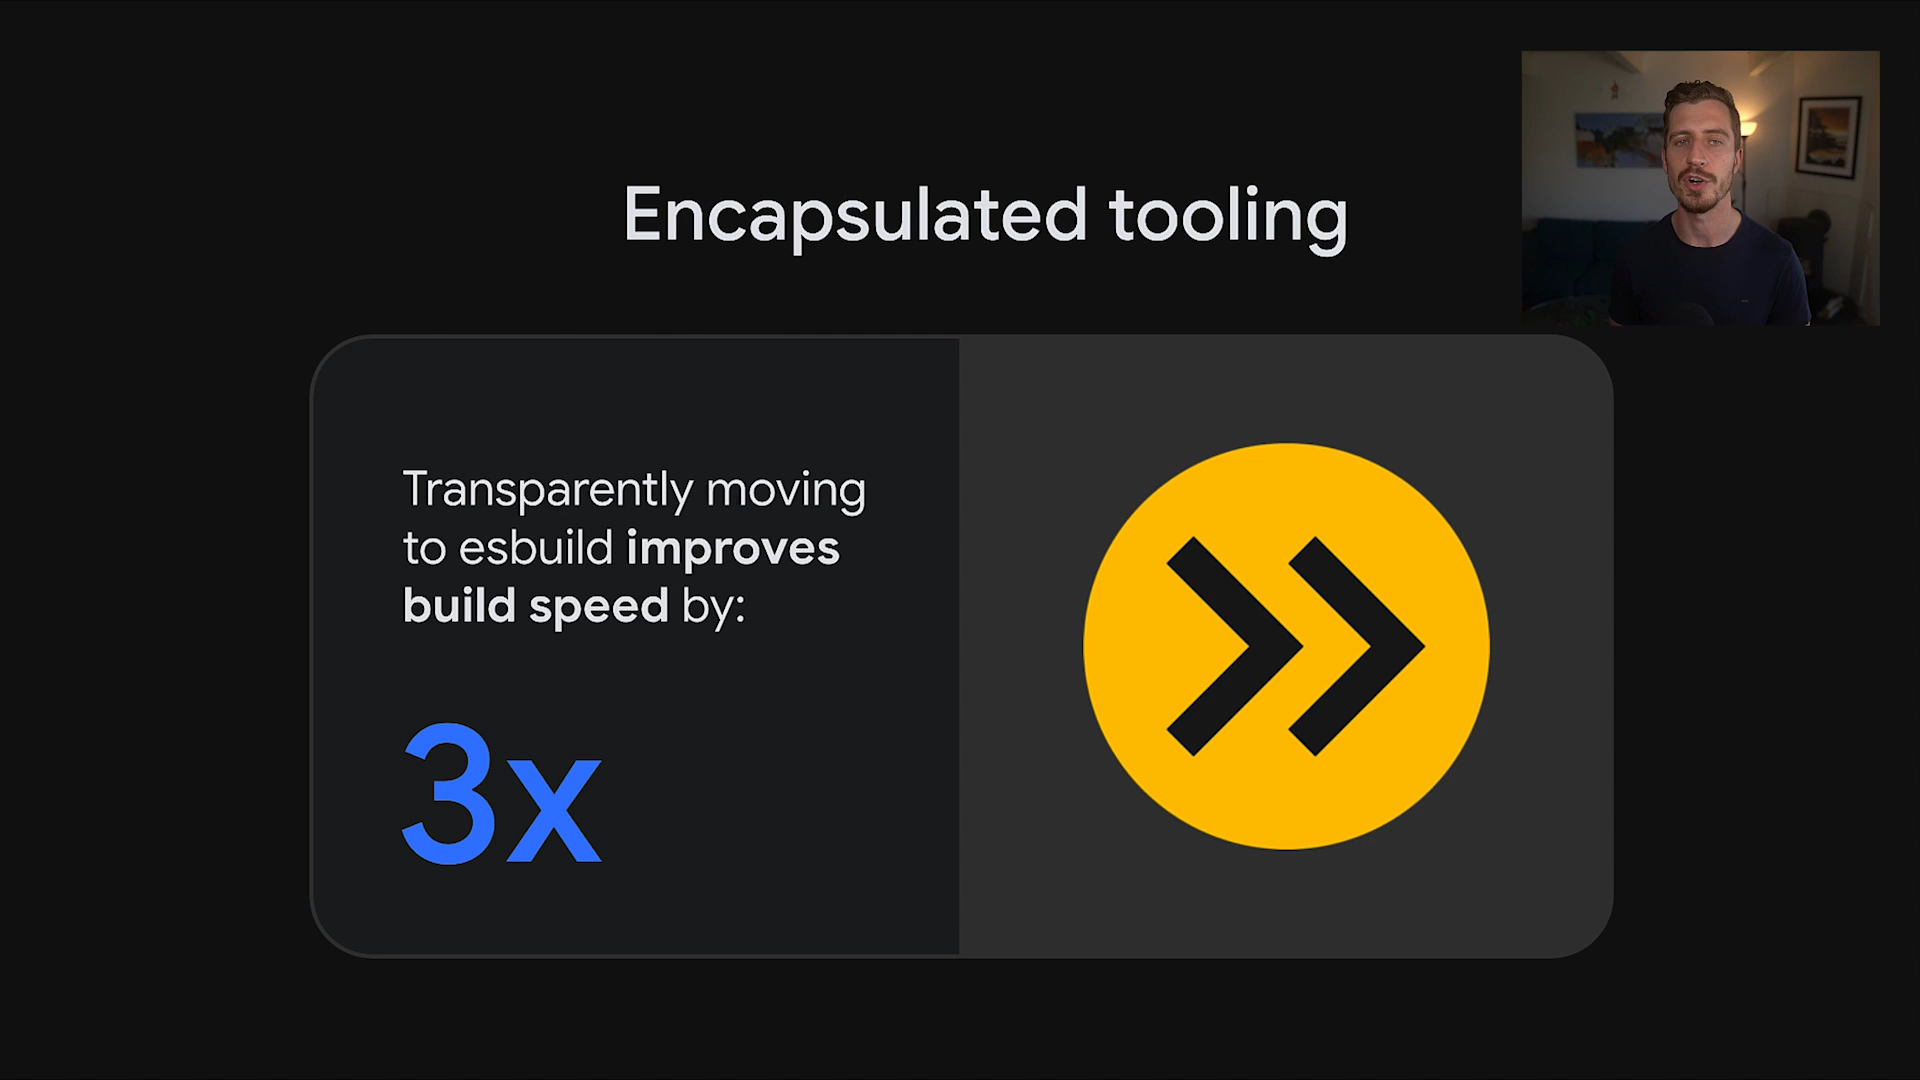 Encapsulated tooling
Transparently moving
to esbuild improves
build speed by:
3x